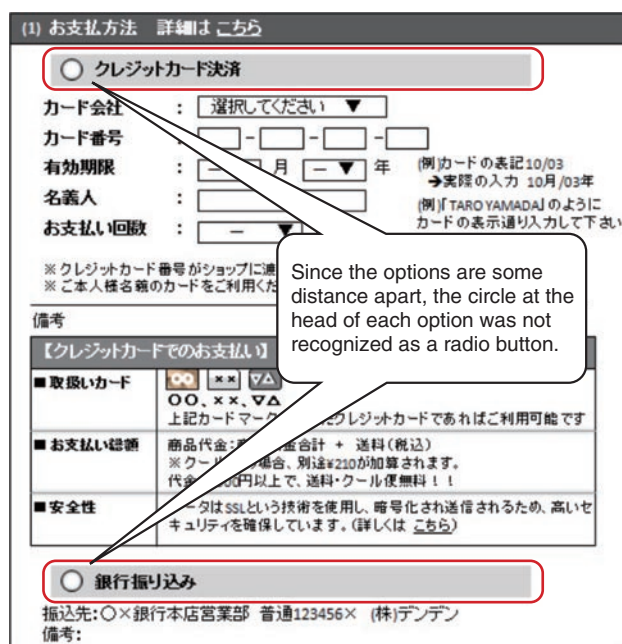 (1) お支払方法 詳細は こちら
クレジットカード決済
カード会社 : 選択してください ▼
カード番号 : - - -
有効期限 : － 月 － ▼ 年
(例)カードの表記10/03
➔実際の入力 10月/03年
名義人 :
(例)「TARO YAMADA」のように
カードの表示通り入力して下さい
お支払い回数 : － ▼
※クレジットカード番号がショップに
※ご本人様名義のカードをご利用くだ
Since the options are some
distance apart, the circle at the
head of each option was not
recognized as a radio button.
備考
【クレジットカードでのお支払い】
■取扱いカード
○○ ×× ▽△
○○、××、▽△
上記カードマーク クレジットカードであればご利用可能です
■お支払い総額
商品代金: 金合計 + 送料(税込)
※クール 場合、別途¥210が加算されます。
代金 00円以上で、送料・クール便無料！！
■安全性
ータはSSLという技術を使用し、暗号化され送信されるため、高いセ
キュリティを確保しています。(詳しくは こちら)
銀行振り込み
振込先:○×銀行本店営業部 普通123456× (株)デンデン
備考: